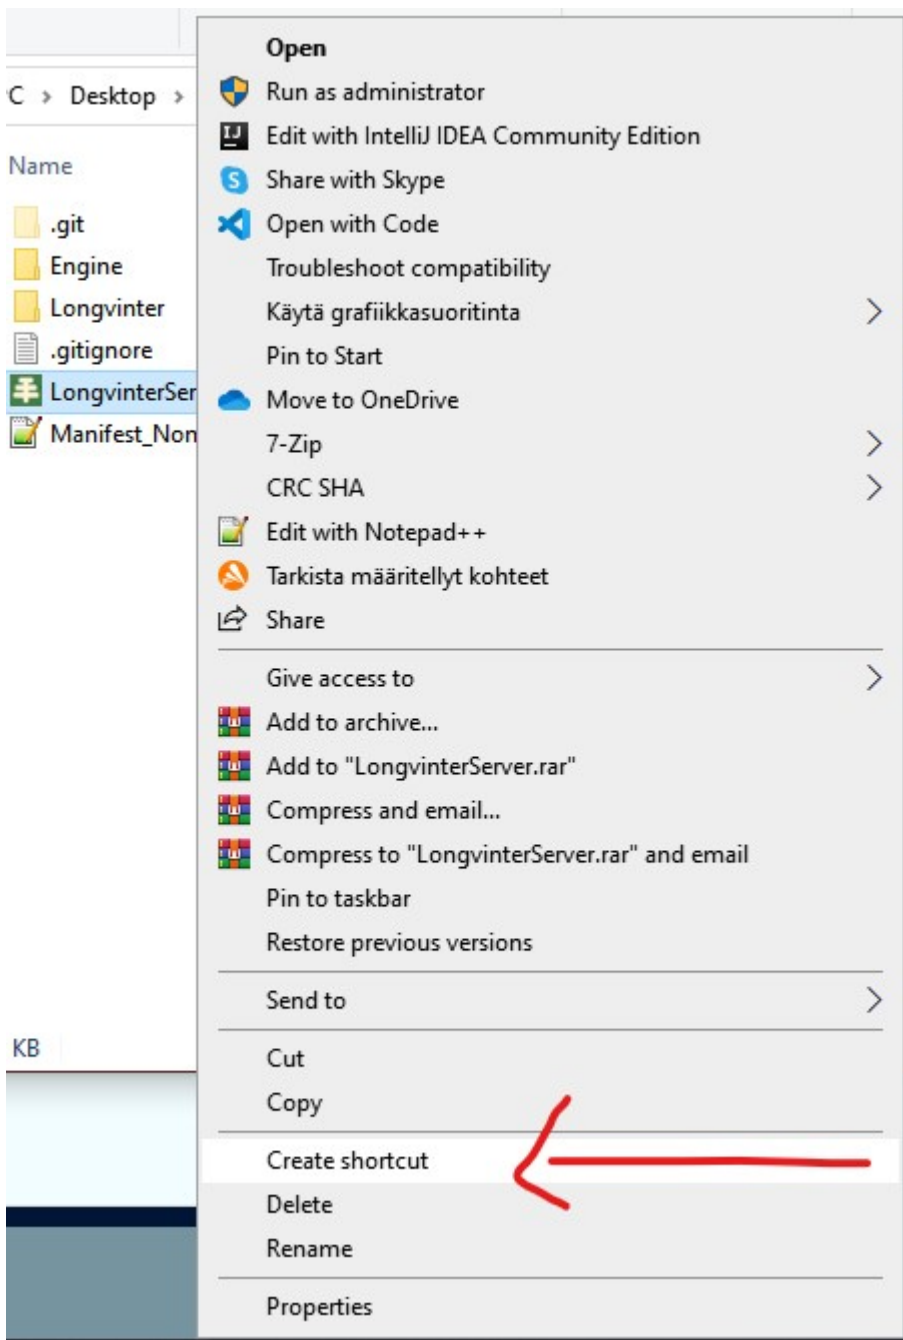 C > Desktop >
Name
.git
Engine
Longvinter
.gitignore
LongvinterSer
Manifest_Non
KB
Open
Run as administrator
Edit with IntelliJ IDEA Community Edition
Share with Skype
Open with Code
Troubleshoot compatibility
Käytä grafiikkasuoritinta
Pin to Start
Move to OneDrive
7-Zip
CRC SHA
Edit with Notepad++
Tarkista määritellyt kohteet
Share
Give access to
Add to archive...
Add to "LongvinterServer.rar"
Compress and email...
Compress to "LongvinterServer.rar" and email
Pin to taskbar
Restore previous versions
Send to
Cut
Copy
Create shortcut
Delete
Rename
Properties